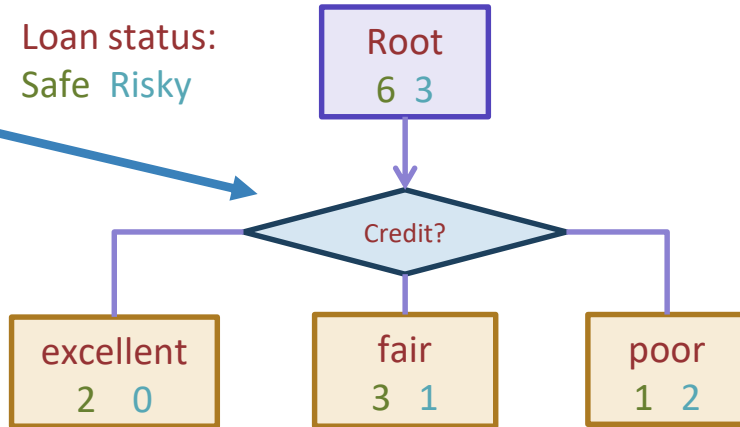 Loan status:
Safe Risky
Root
6 3
Credit?
excellent
2 0
fair
3 1
poor
1 2